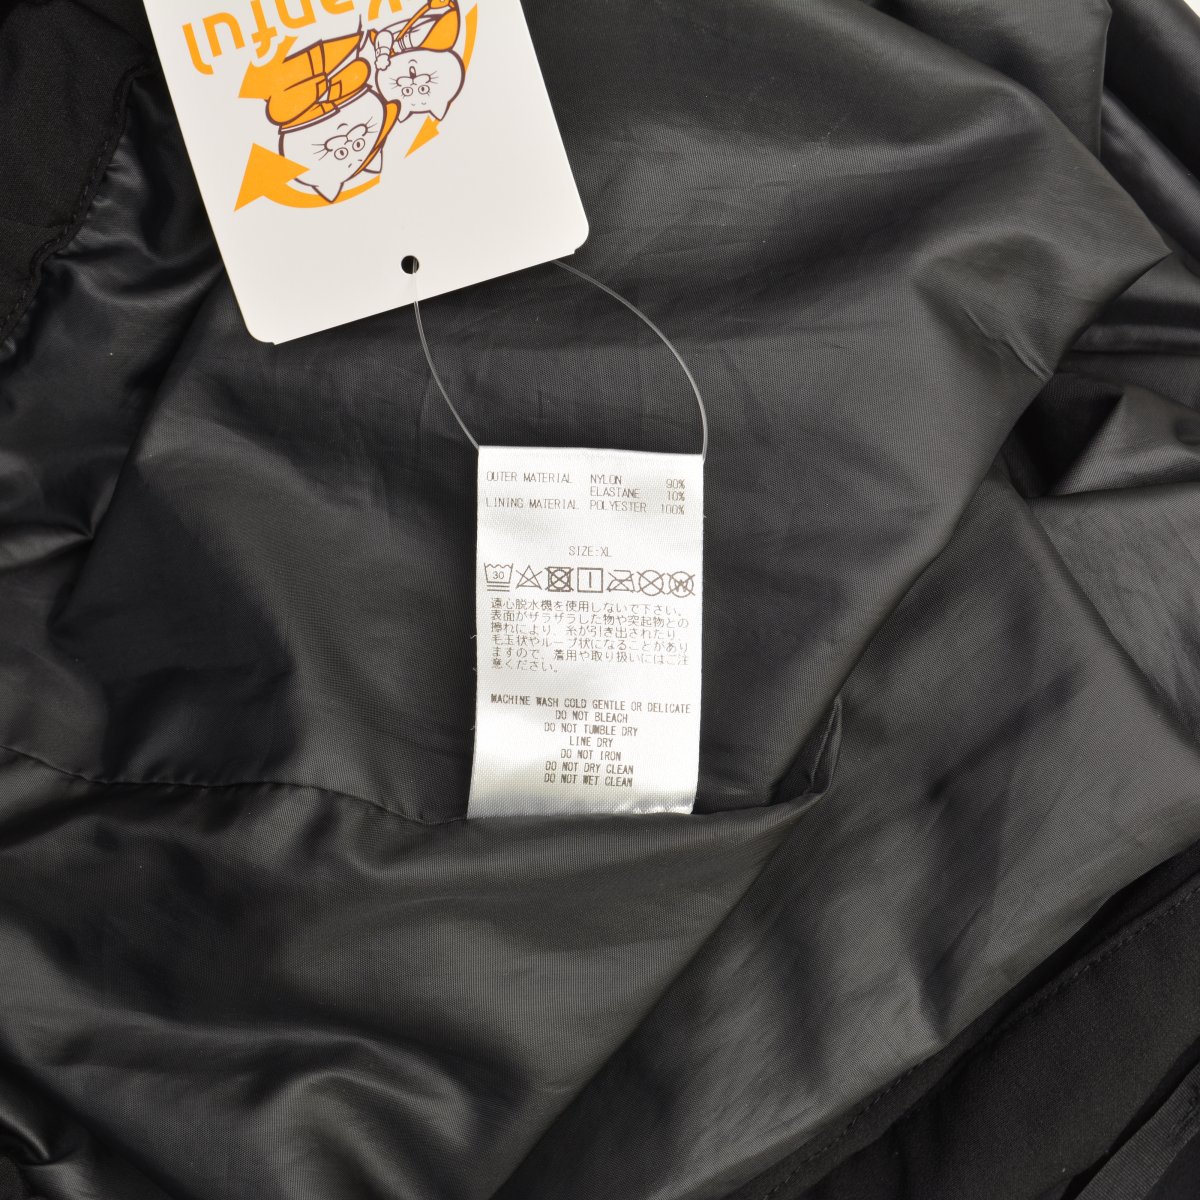 kanful
OUTER MATERIAL NYLON 90%
ELASTANE 10%
LINING MATERIAL POLYESTER 100%
SIZE:XL
30 W
遠心脱水機を使用しないで下さい。
表面がザラザラした物や突起物との
擦れにより、糸が引き出されたり
毛玉状やループ状になることがあり
ますので、着用や取り扱いにはご注
意ください。
MACHINE WASH COLD GENTLE OR DELICATE
DO NOT BLEACH
DO NOT TUMBLE DRY
LINE DRY
DO NOT IRON
DO NOT DRY CLEAN
DO NOT WET CLEAN